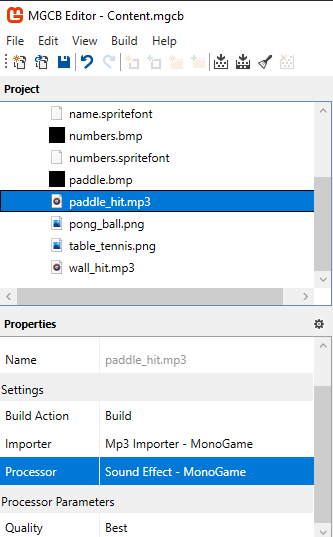 MGCB Editor - Content.mgcb
File Edit View Build Help
Project
name.spritefont
numbers.bmp
numbers.spritefont
paddle.bmp
paddle_hit.mp3
pong_ball.png
table_tennis.png
wall_hit.mp3
Properties
Name paddle_hit.mp3
Settings
Build Action Build
Importer Mp3 Importer - MonoGame
Processor Sound Effect - MonoGame
Processor Parameters
Quality Best